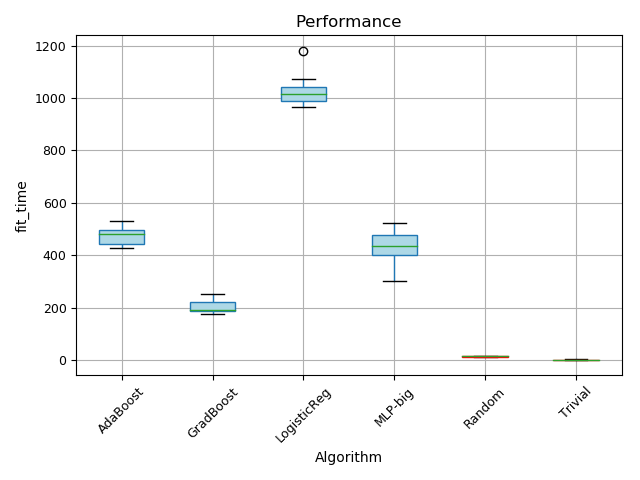 Performance
1200
1000
800
600
400
200
0
fit_time
AdaBoost
GradBoost
LogisticReg
MLP-big
Random
Trivial
Algorithm